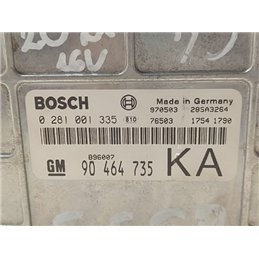 BOSCH
Made in Germany
970503 28SA3264
0 281 001 335 B10 76503 1754 1790
B96007
GM 90 464 735 KA
16V